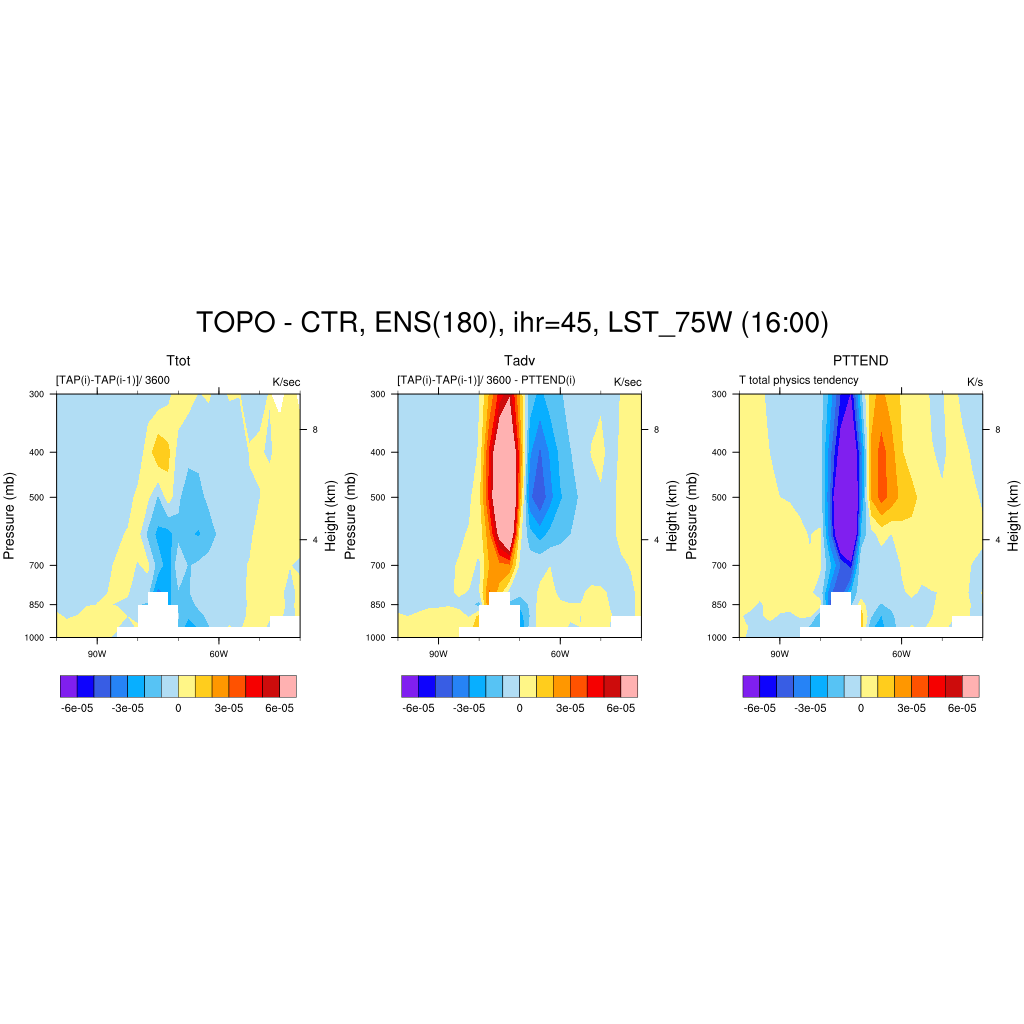 TOPO - CTR, ENS(180), ihr=45, LST_75W (16:00)
Ttot
[TAP(i)-TAP(i-1)]/ 3600 K/sec
300
400
500
700
850
1000
Pressure (mb)
8
4
Height (km)
90W 60W
-6e-05 -3e-05 0 3e-05 6e-05
Tadv
[TAP(i)-TAP(i-1)]/ 3600 - PTTEND(i) K/sec
300
400
500
700
850
1000
Pressure (mb)
8
4
Height (km)
90W 60W
-6e-05 -3e-05 0 3e-05 6e-05
PTTEND
T total physics tendency K/s
300
400
500
700
850
1000
Pressure (mb)
8
4
Height (km)
90W 60W
-6e-05 -3e-05 0 3e-05 6e-05